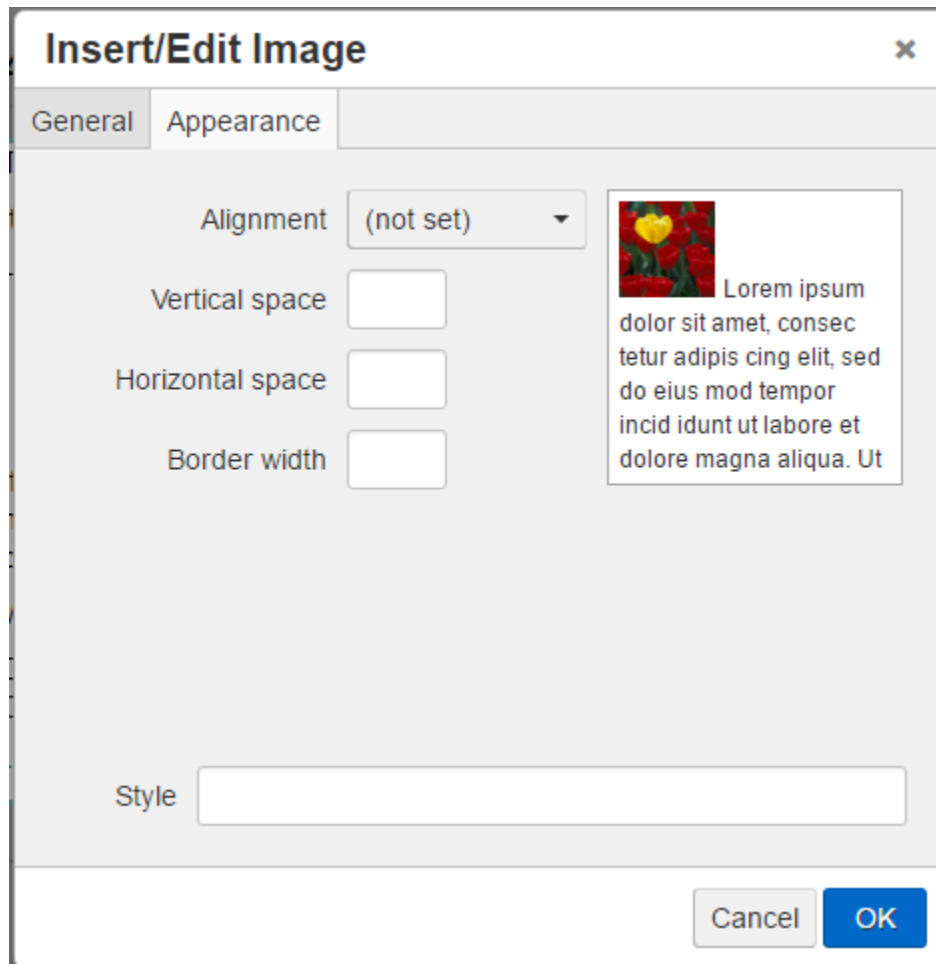 Insert/Edit Image
General Appearance
Alignment (not set)
Vertical space
Horizontal space
Border width
Lorem ipsum
dolor sit amet, consec
tetur adipis cing elit, sed
do eius mod tempor
incid idunt ut labore et
dolore magna aliqua. Ut
Style
Cancel OK